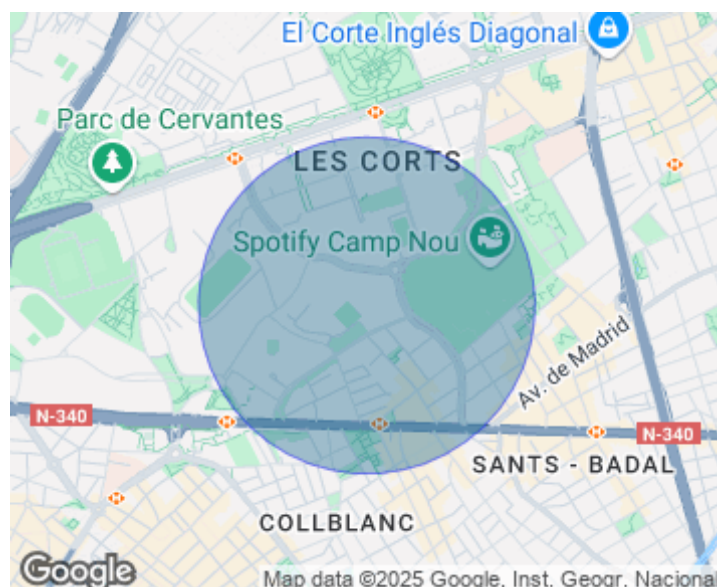 El Corte Inglés Diagonal
Parc de Cervantes
LES CORTS
Spotify Camp Nou
Av. de Madrid
N-340
N-340
SANTS - BADAL
COLLBLANC
Google
Map data ©2025 Google, Inst. Geogr. Nacional